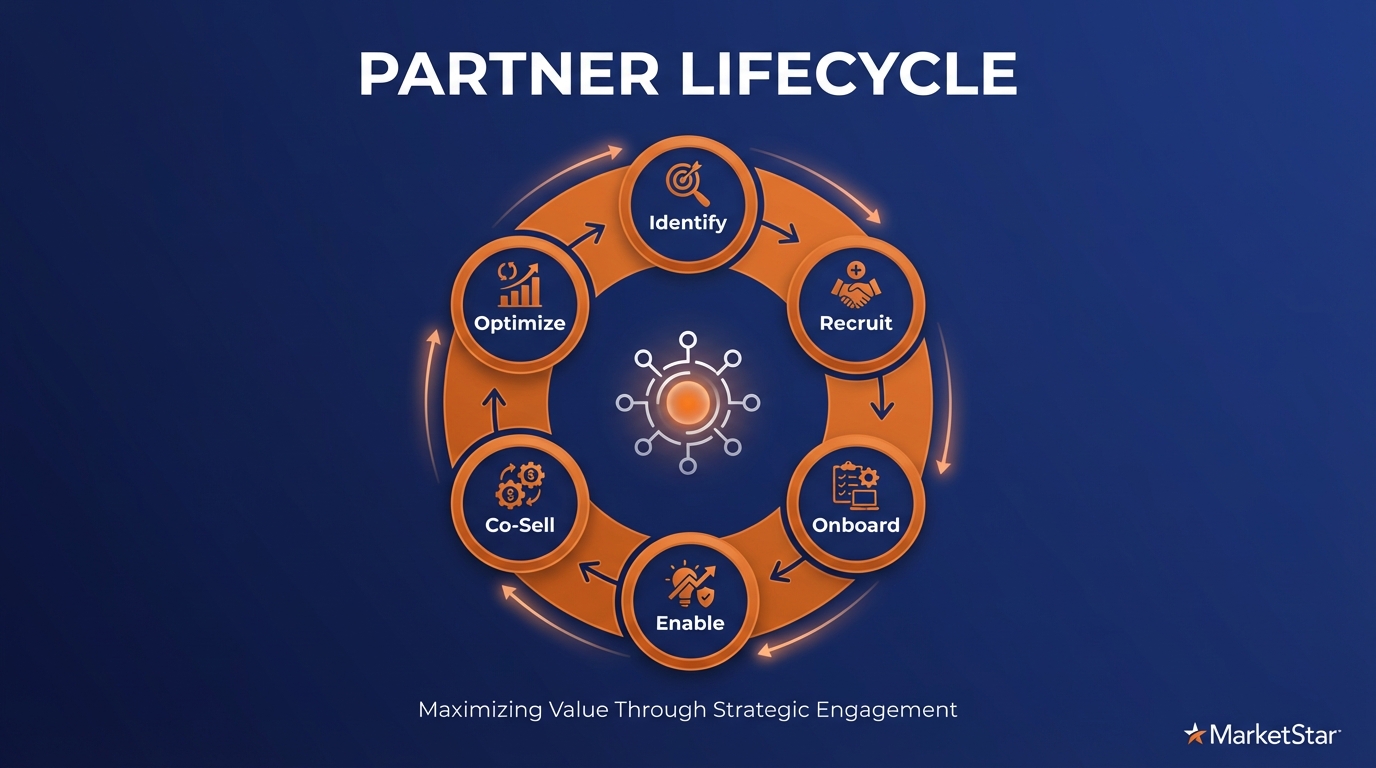 PARTNER LIFECYCLE
Identify
Recruit
Onboard
Enable
Co-Sell
Optimize
Maximizing Value Through Strategic Engagement
MarketStar